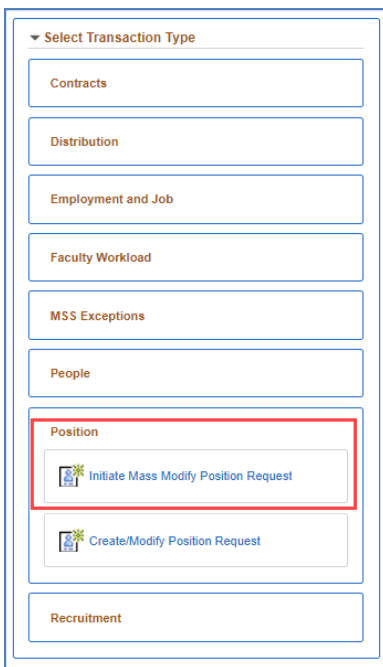 Select Transaction Type
Contracts
Distribution
Employment and Job
Faculty Workload
MSS Exceptions
People
Position
Initiate Mass Modify Position Request
Create/Modify Position Request
Recruitment